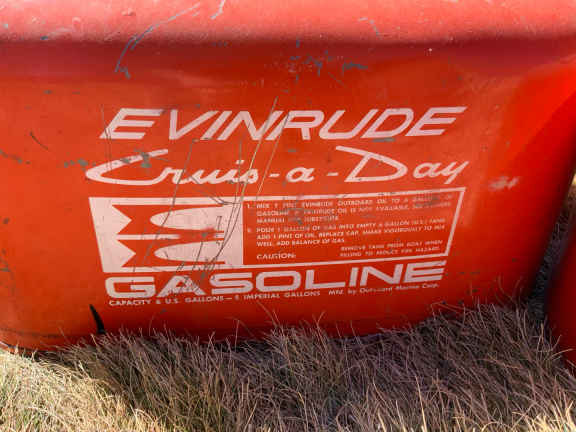 EVINRUDE
Cruis-a-Day
1. MIX 1 PINT EVINRUDE OUTBOARD OIL TO A GALLON OF
GASOLINE. IF EVINRUDE OIL IS NOT AVAILABLE, SEE OWNERS
MANUAL FOR SUBSTITUTE.
2. POUR 1 GALLON OF GAS INTO EMPTY 6 GALLON (U.S.) TANK
ADD 1 PINT OF OIL, REPLACE CAP, SHAKE VIGOROUSLY TO MIX
WELL, ADD BALANCE OF GAS.
CAUTION: REMOVE TANK FROM BOAT WHEN
FILLING TO REDUCE FIRE HAZARD.
GASOLINE
CAPACITY 6 U.S. GALLONS — 5 IMPERIAL GALLONS MFG. BY Outboard Marine Corp.